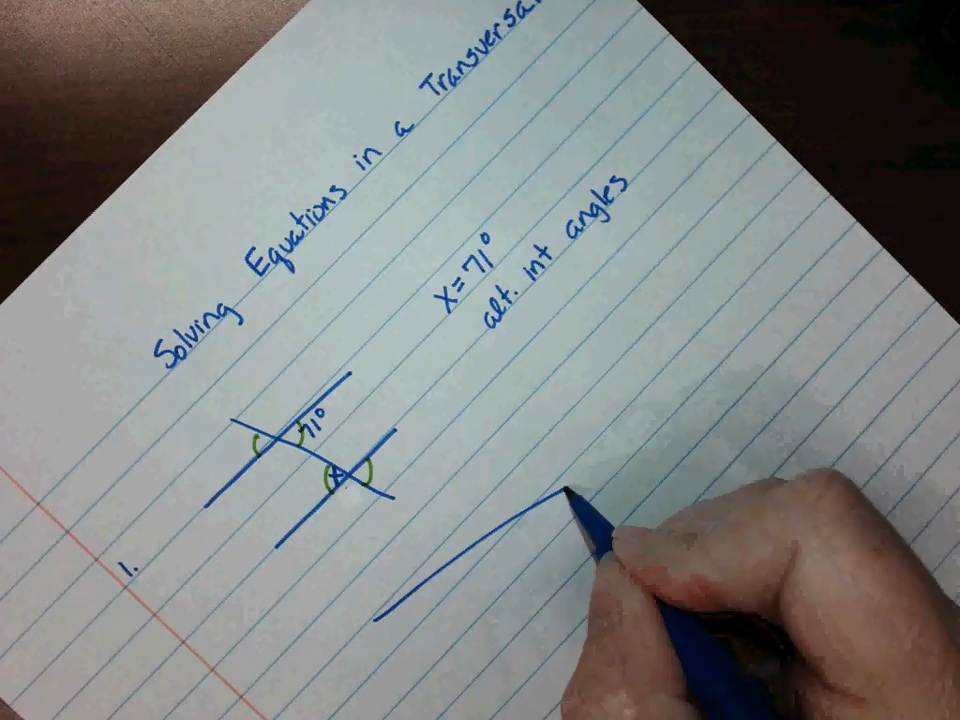 Solving Equations in a Transversal
x=71°
alt. int angles
1.
71°
x